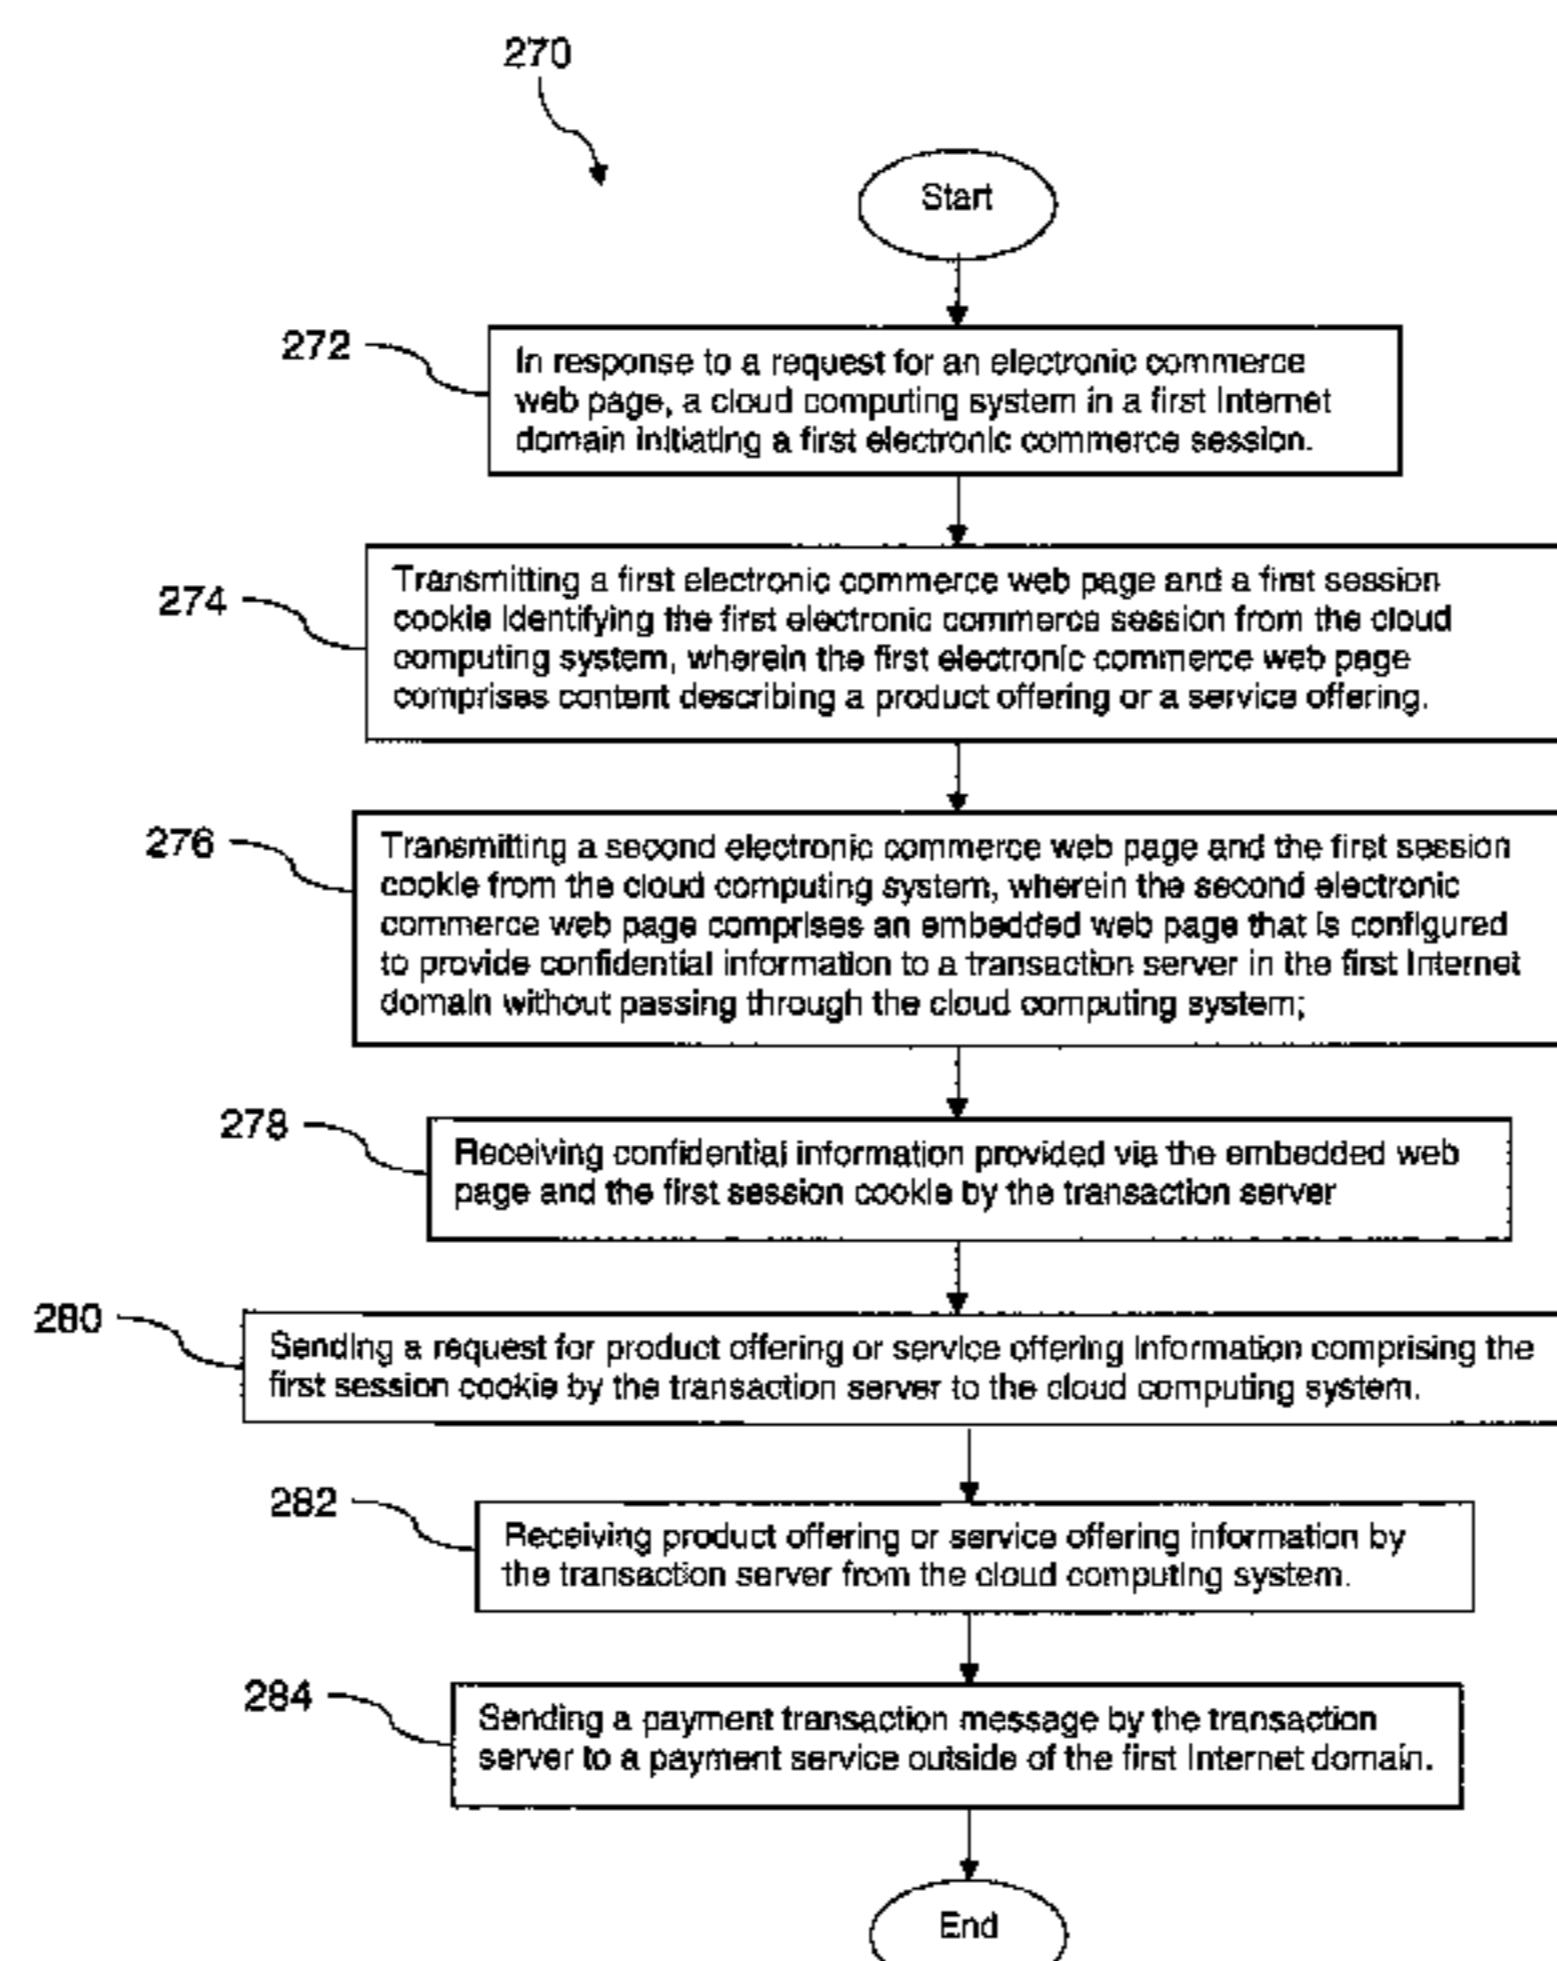 270
Start
272
In response to a request for an electronic commerce
web page, a cloud computing system in a first Internet
domain initiating a first electronic commerce session.
274
Transmitting a first electronic commerce web page and a first session
cookie identifying the first electronic commerce session from the cloud
computing system, wherein the first electronic commerce web page
comprises content describing a product offering or a service offering.
276
Transmitting a second electronic commerce web page and the first session
cookie from the cloud computing system, wherein the second electronic
commerce web page comprises an embedded web page that is configured
to provide confidential information to a transaction server in the first Internet
domain without passing through the cloud computing system;
278
Receiving confidential information provided via the embedded web
page and the first session cookie by the transaction server
280
Sending a request for product offering or service offering information comprising the
first session cookie by the transaction server to the cloud computing system.
282
Receiving product offering or service offering information by
the transaction server from the cloud computing system.
284
Sending a payment transaction message by the transaction
server to a payment service outside of the first Internet domain.
End